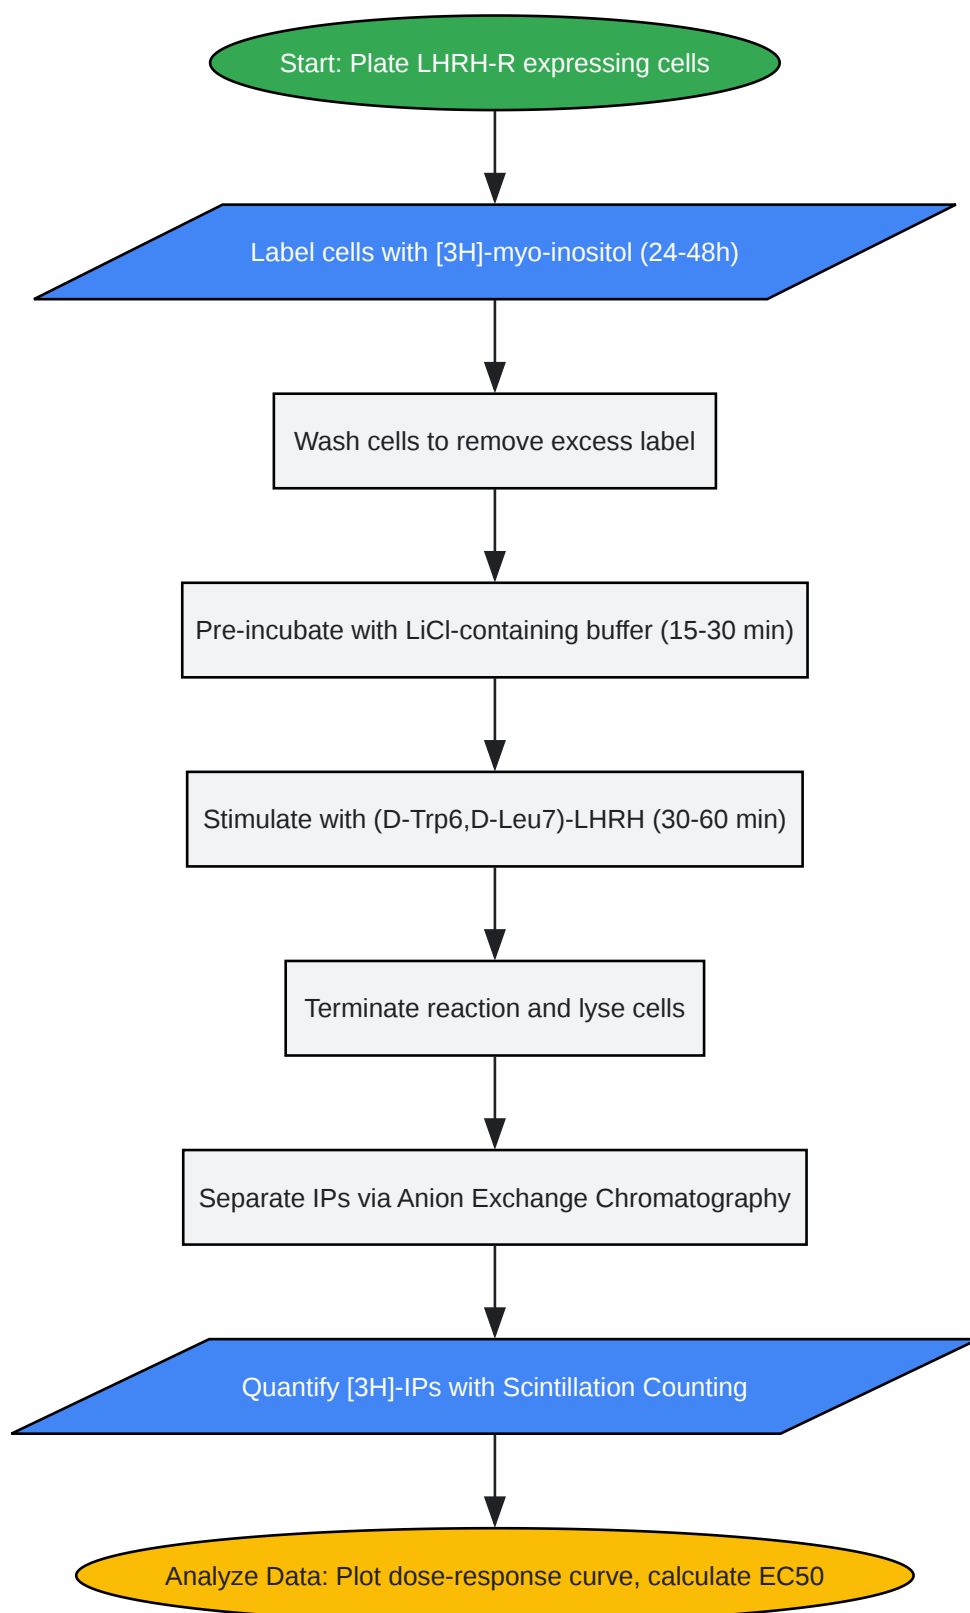 Start: Plate LHRH-R expressing cells
Label cells with [3H]-myo-inositol (24-48h)
Wash cells to remove excess label
Pre-incubate with LiCl-containing buffer (15-30 min)
Stimulate with (D-Trp6,D-Leu7)-LHRH (30-60 min)
Terminate reaction and lyse cells
Separate IPs via Anion Exchange Chromatography
Quantify [3H]-IPs with Scintillation Counting
Analyze Data: Plot dose-response curve, calculate EC50